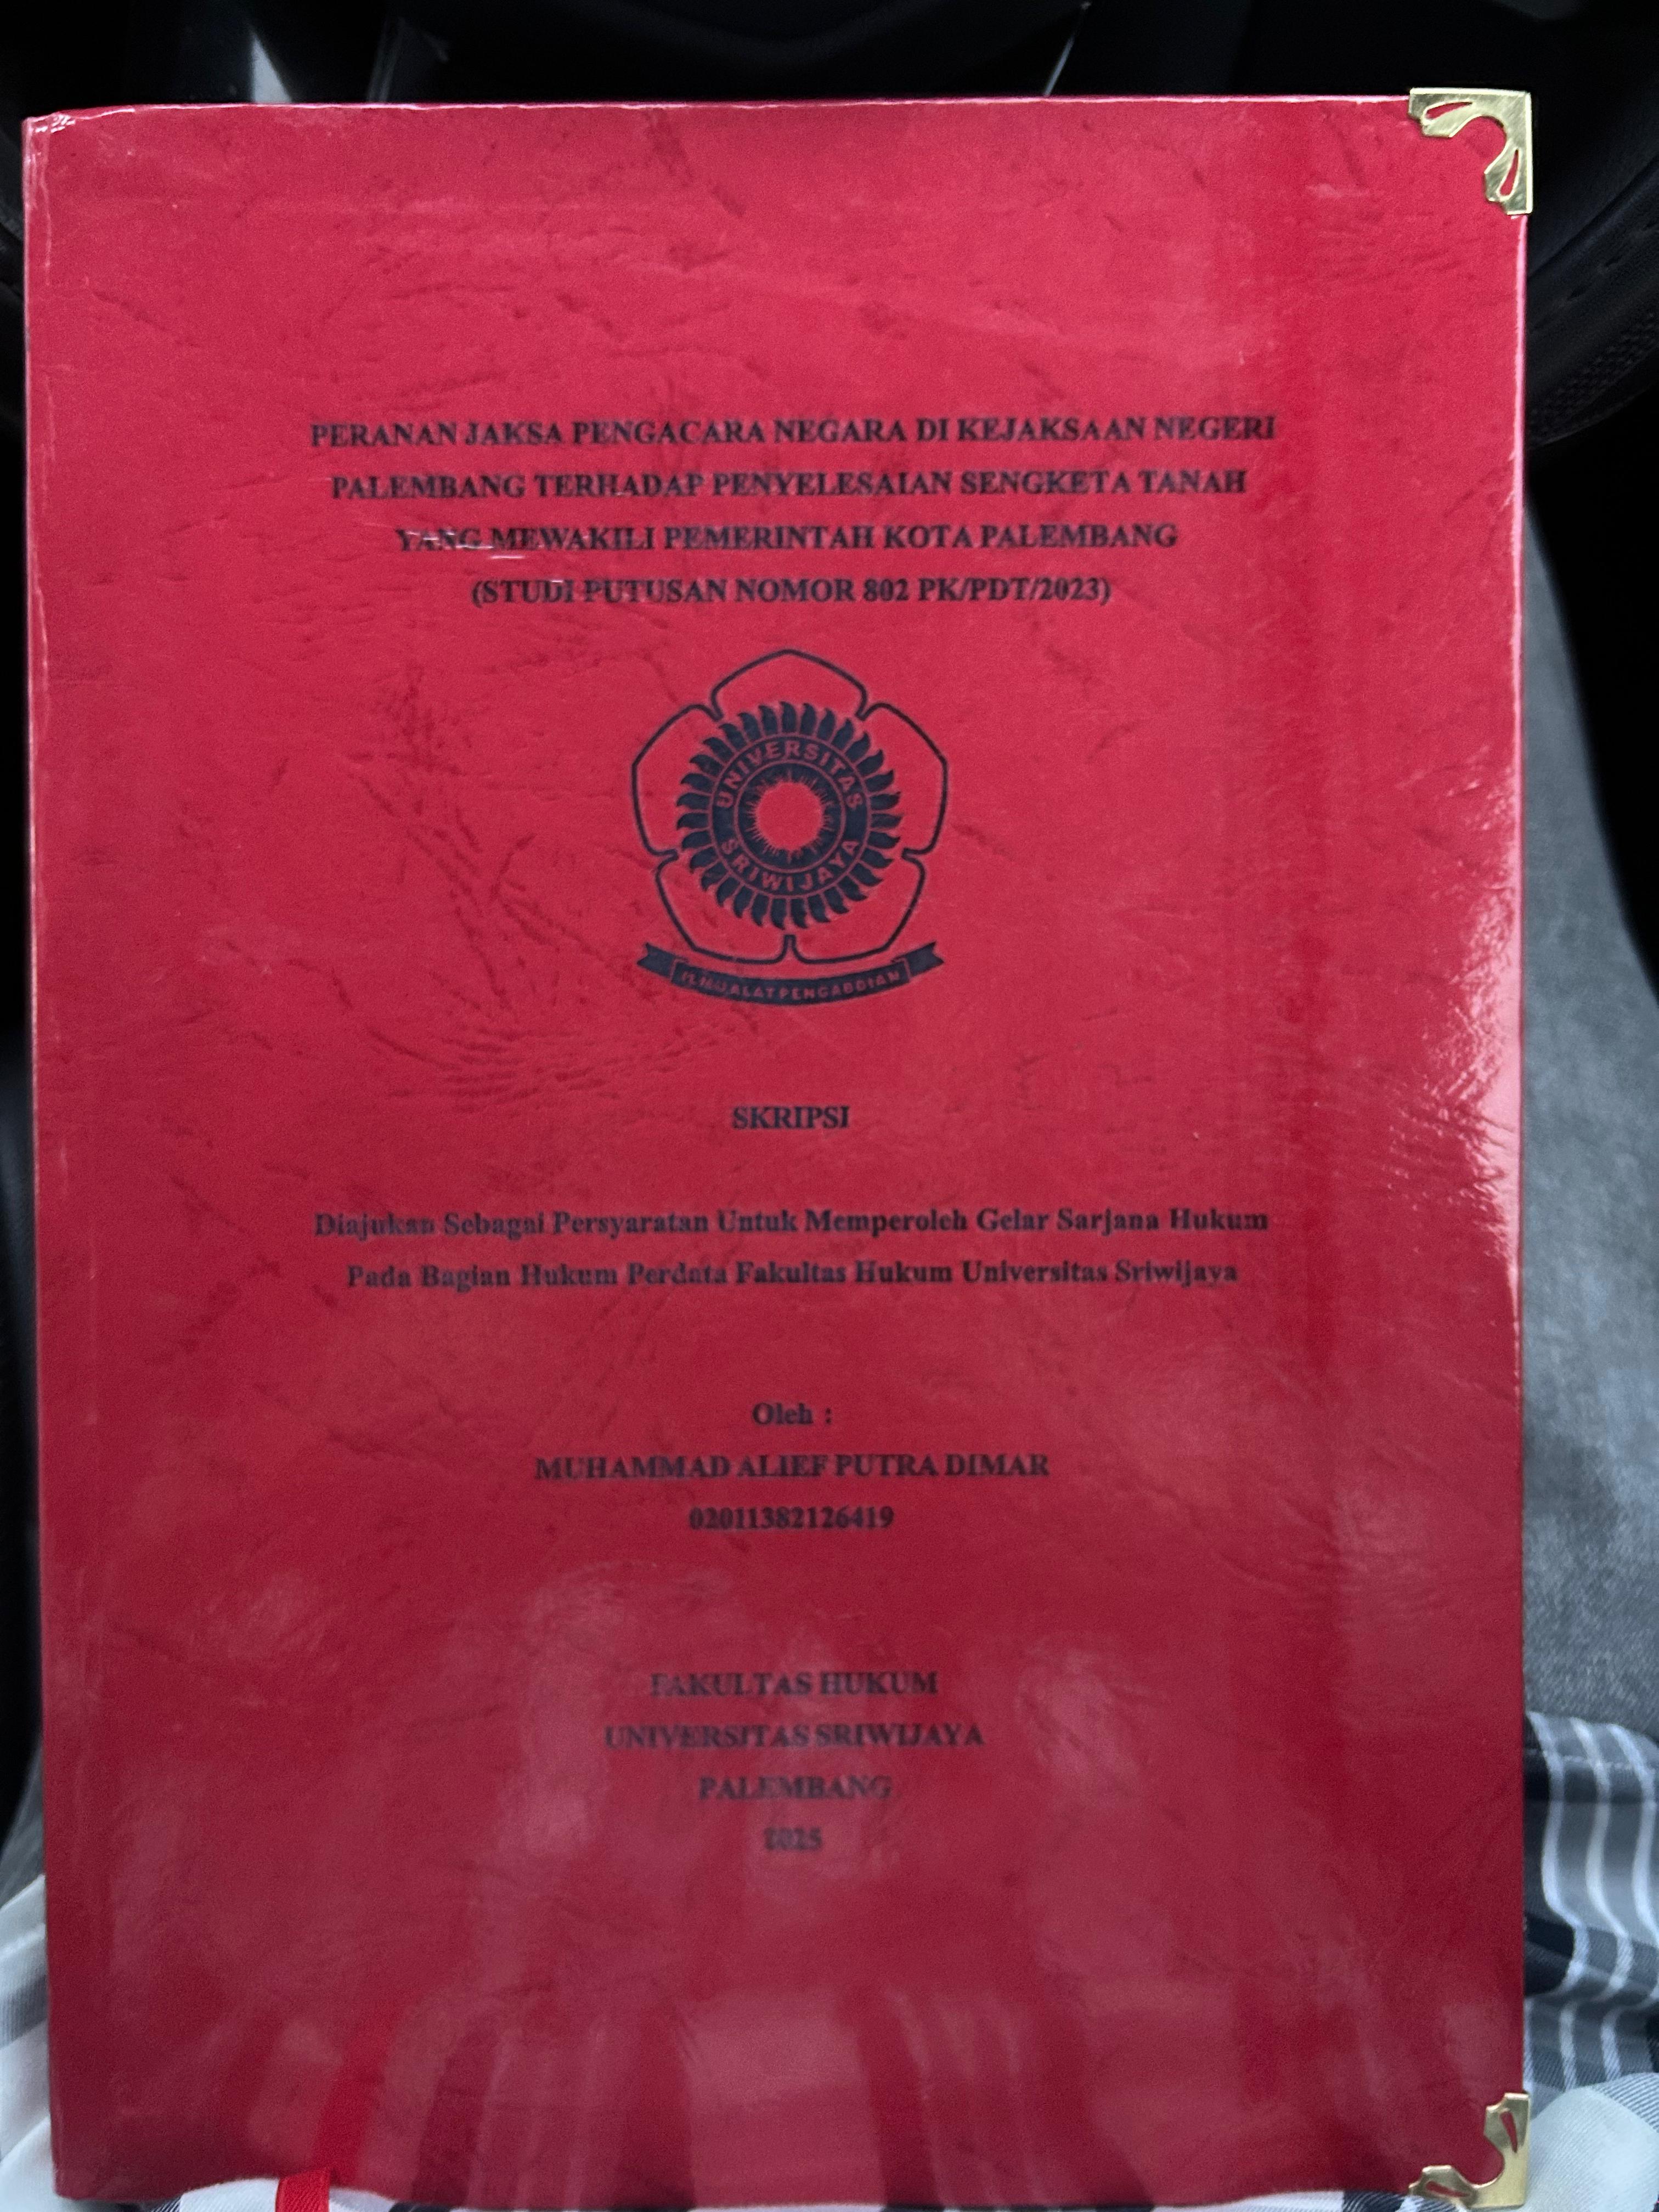 PERANAN JAKSA PENGACARA NEGARA DI KEJAKSAAN NEGERI
PALEMBANG TERHADAP PENYELESAIAN SENGKETA TANAH
YANG MEWAKILI PEMERINTAH KOTA PALEMBANG
(STUDI PUTUSAN NOMOR 802 PK/PDT/2023)
UNIVERSITAS
SRIWIJAYA
ILMU ALAT PENGABDIAN
SKRIPSI
Diajukan Sebagai Persyaratan Untuk Memperoleh Gelar Sarjana Hukum
Pada Bagian Hukum Perdata Fakultas Hukum Universitas Sriwijaya
Oleh :
MUHAMMAD ALIEF PUTRA DIMAR
02011382126419
FAKULTAS HUKUM
UNIVERSITAS SRIWIJAYA
PALEMBANG
2025